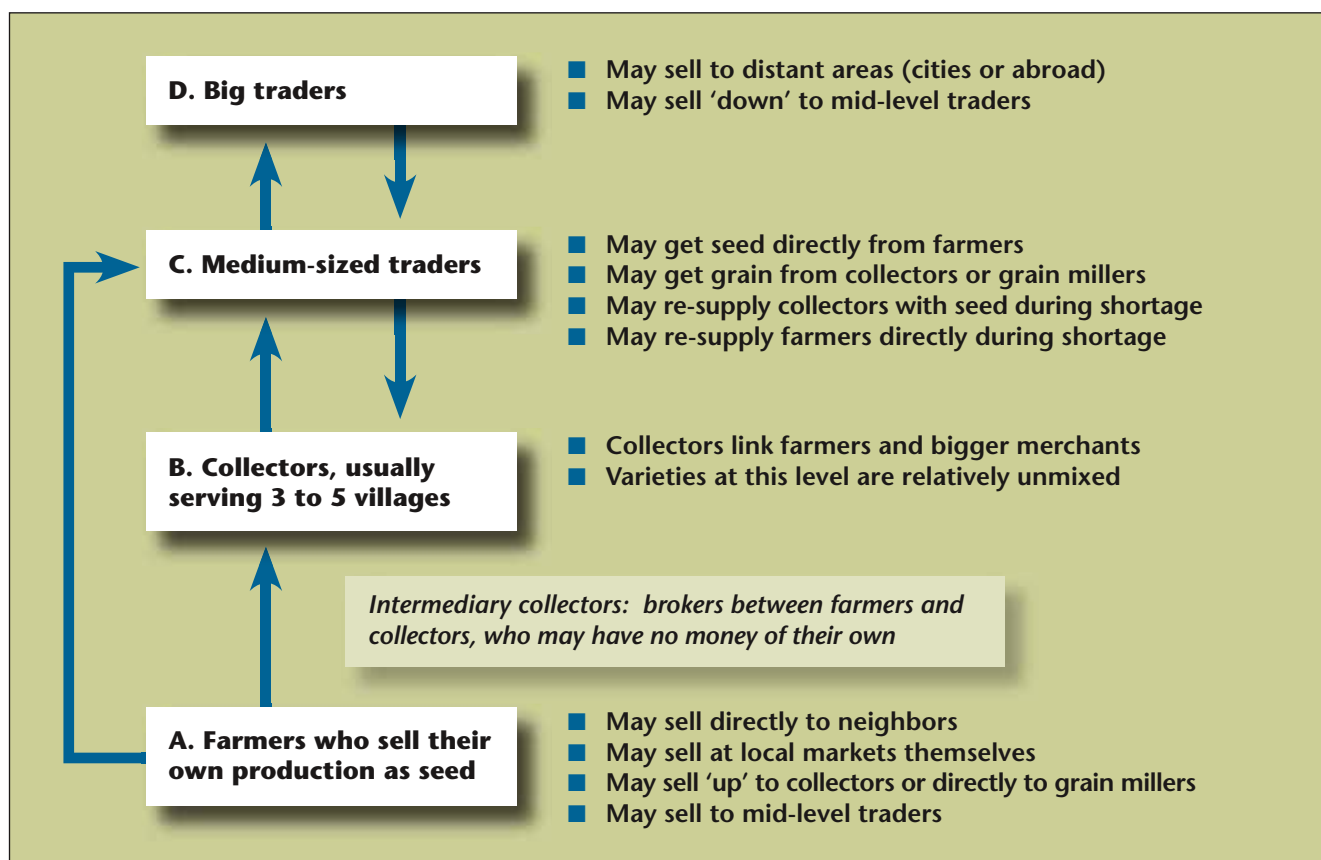 D. Big traders
■ May sell to distant areas (cities or abroad)
■ May sell ‘down’ to mid-level traders
C. Medium-sized traders
■ May get seed directly from farmers
■ May get grain from collectors or grain millers
■ May re-supply collectors with seed during shortage
■ May re-supply farmers directly during shortage
B. Collectors, usually
serving 3 to 5 villages
■ Collectors link farmers and bigger merchants
■ Varieties at this level are relatively unmixed
Intermediary collectors: brokers between farmers and
collectors, who may have no money of their own
A. Farmers who sell their
own production as seed
■ May sell directly to neighbors
■ May sell at local markets themselves
■ May sell ‘up’ to collectors or directly to grain millers
■ May sell to mid-level traders